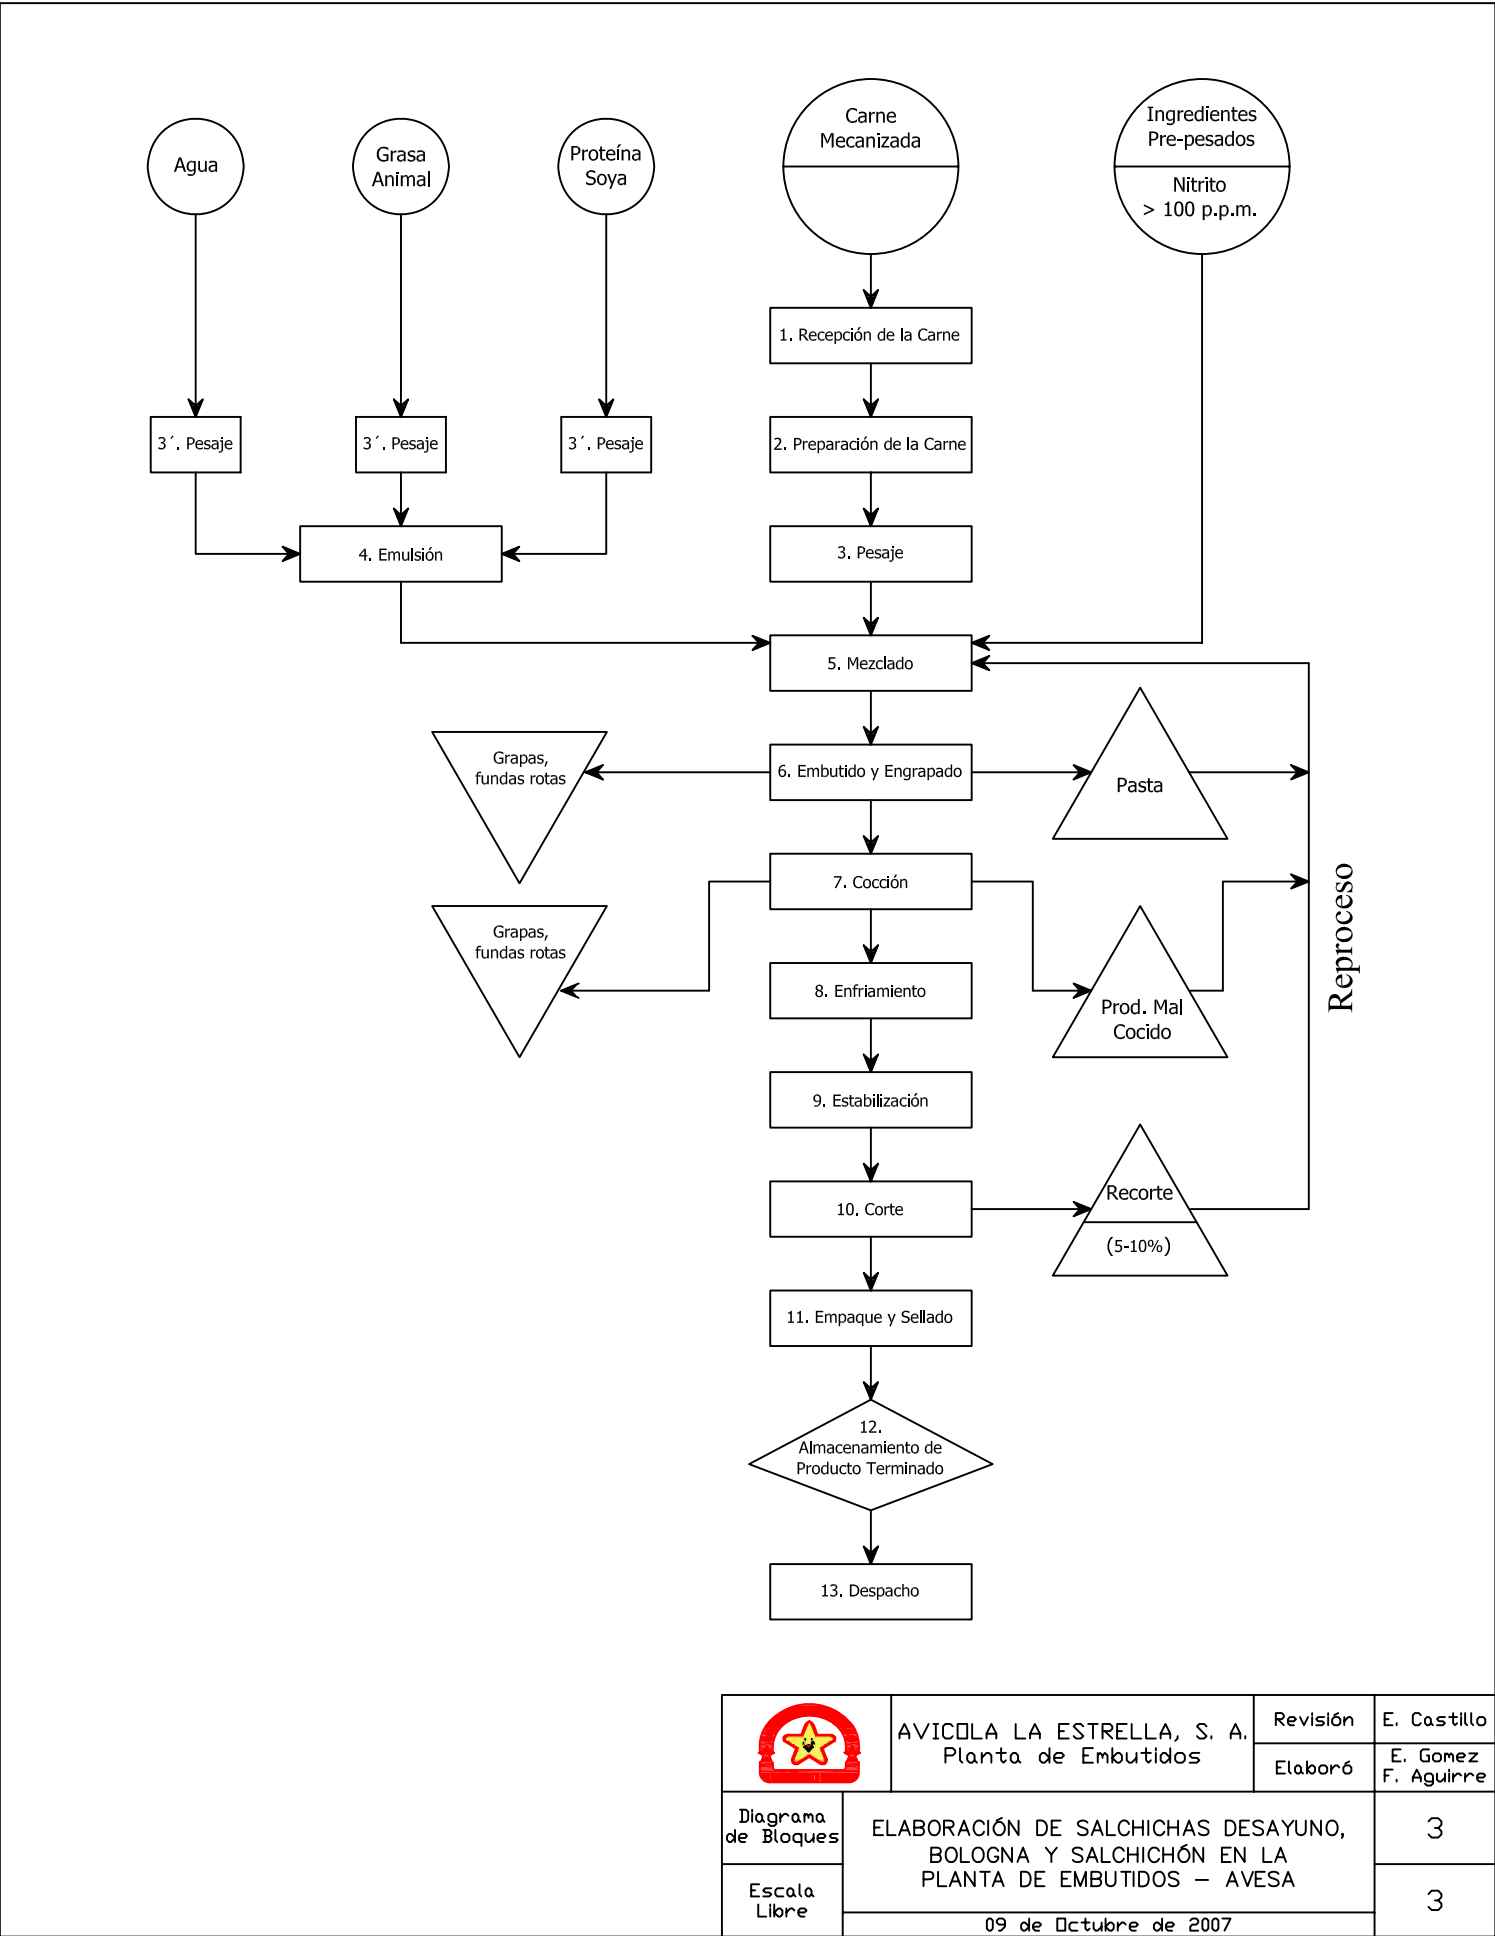 Agua
Grasa
Animal
Proteína
Soya
Carne
Mecanizada
Ingredientes
Pre-pesados
Nitrito
> 100 p.p.m.
1. Recepción de la Carne
3´. Pesaje
3´. Pesaje
3´. Pesaje
2. Preparación de la Carne
4. Emulsión
3. Pesaje
5. Mezclado
Grapas,
fundas rotas
6. Embutido y Engrapado
Pasta
7. Cocción
Reproceso
Grapas,
fundas rotas
8. Enfriamiento
Prod. Mal
Cocido
9. Estabilización
10. Corte
Recorte
(5-10%)
11. Empaque y Sellado
12.
Almacenamiento de
Producto Terminado
13. Despacho
AVICOLA LA ESTRELLA, S. A.
Planta de Embutidos
Revisión
E. Castillo
Elaboró
E. Gomez
F. Aguirre
Diagrama
de Bloques
ELABORACIÓN DE SALCHICHAS DESAYUNO,
BOLOGNA Y SALCHICHÓN EN LA
PLANTA DE EMBUTIDOS – AVESA
3
Escala
Libre
3
09 de Octubre de 2007